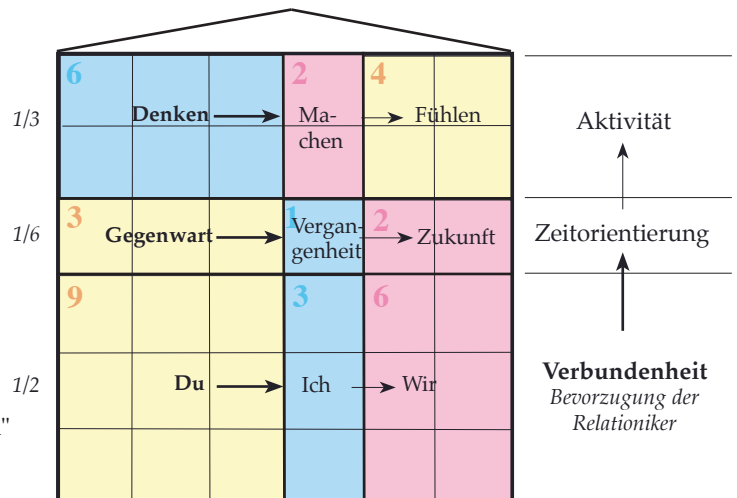 6 2 4
1/3 Denken Ma- Fühlen Aktivität
chen
3 1 2
1/6 Gegenwart Vergan- Zukunft Zeitorientierung
genheit
9 3 6
1/2 Du Ich Wir Verbundenheit
Bevorzugung der
" Relationiker